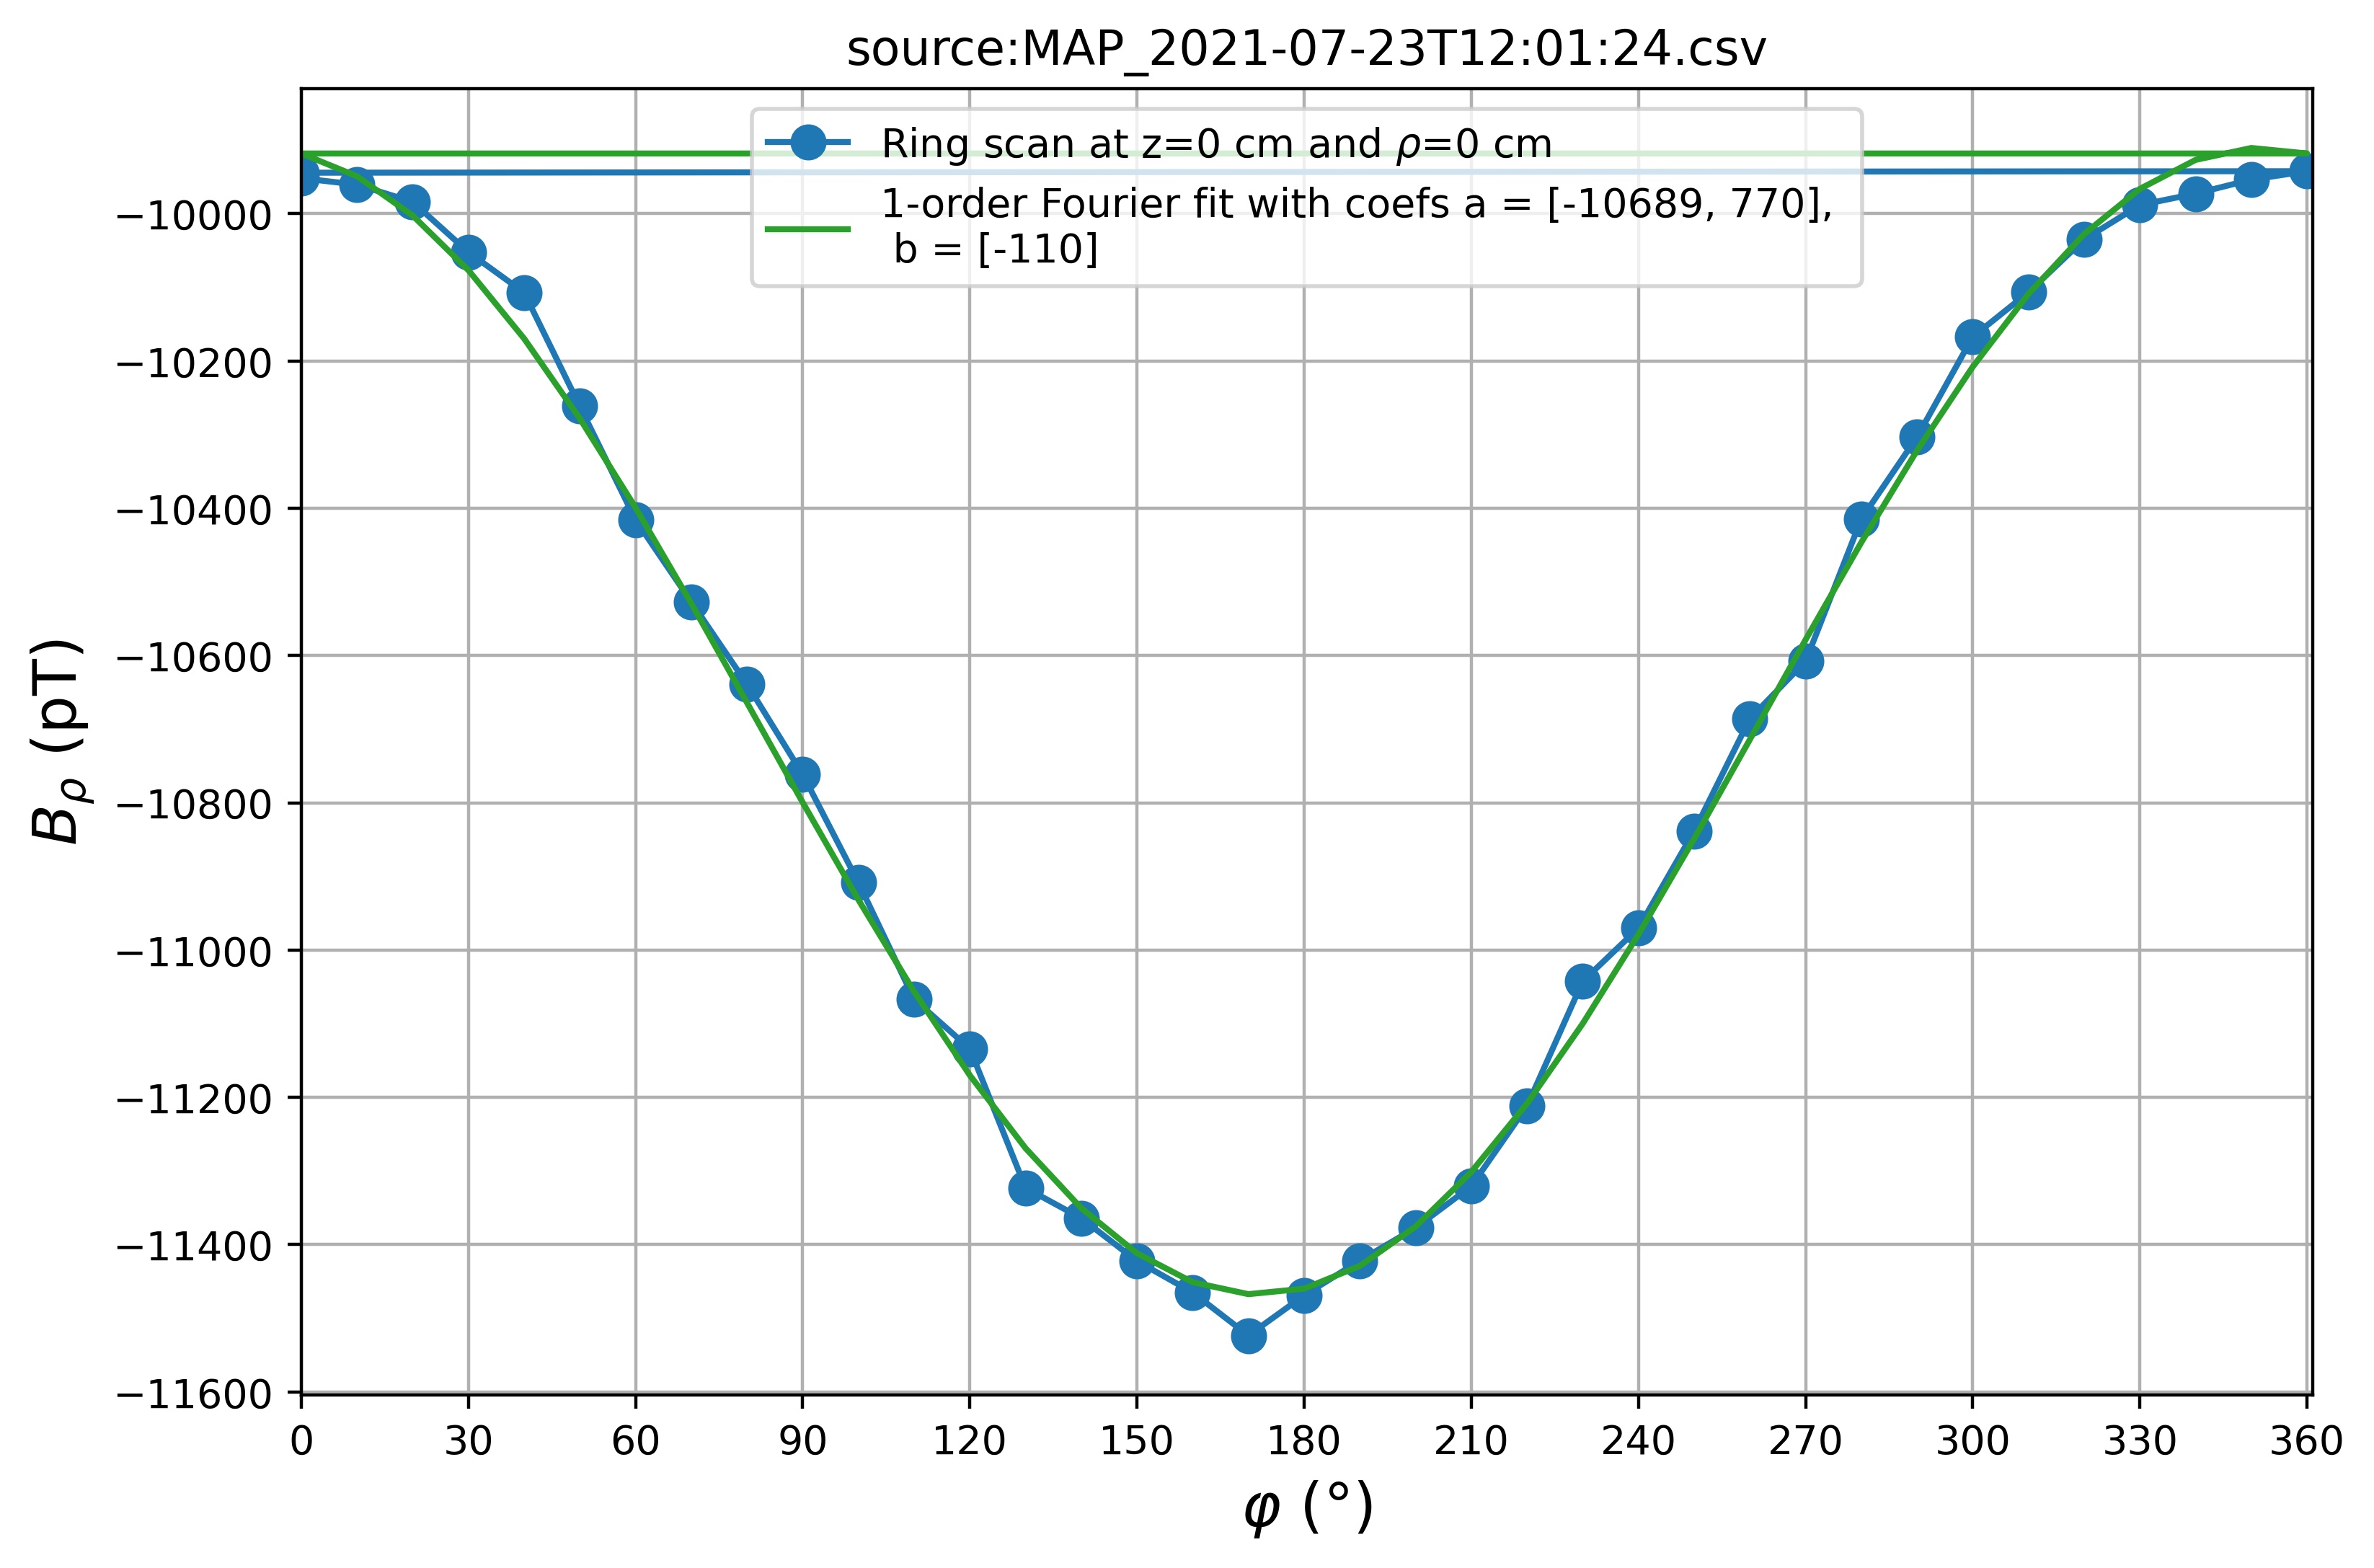 source:MAP_2021-07-23T12:01:24.csv
Ring scan at z=0 cm and ρ=0 cm
1-order Fourier fit with coefs a = [-10689, 770],
b = [-110]
−10000
−10200
−10400
−10600
−10800
−11000
−11200
−11400
−11600
Bρ (pT)
0 30 60 90 120 150 180 210 240 270 300 330 360
φ (°)